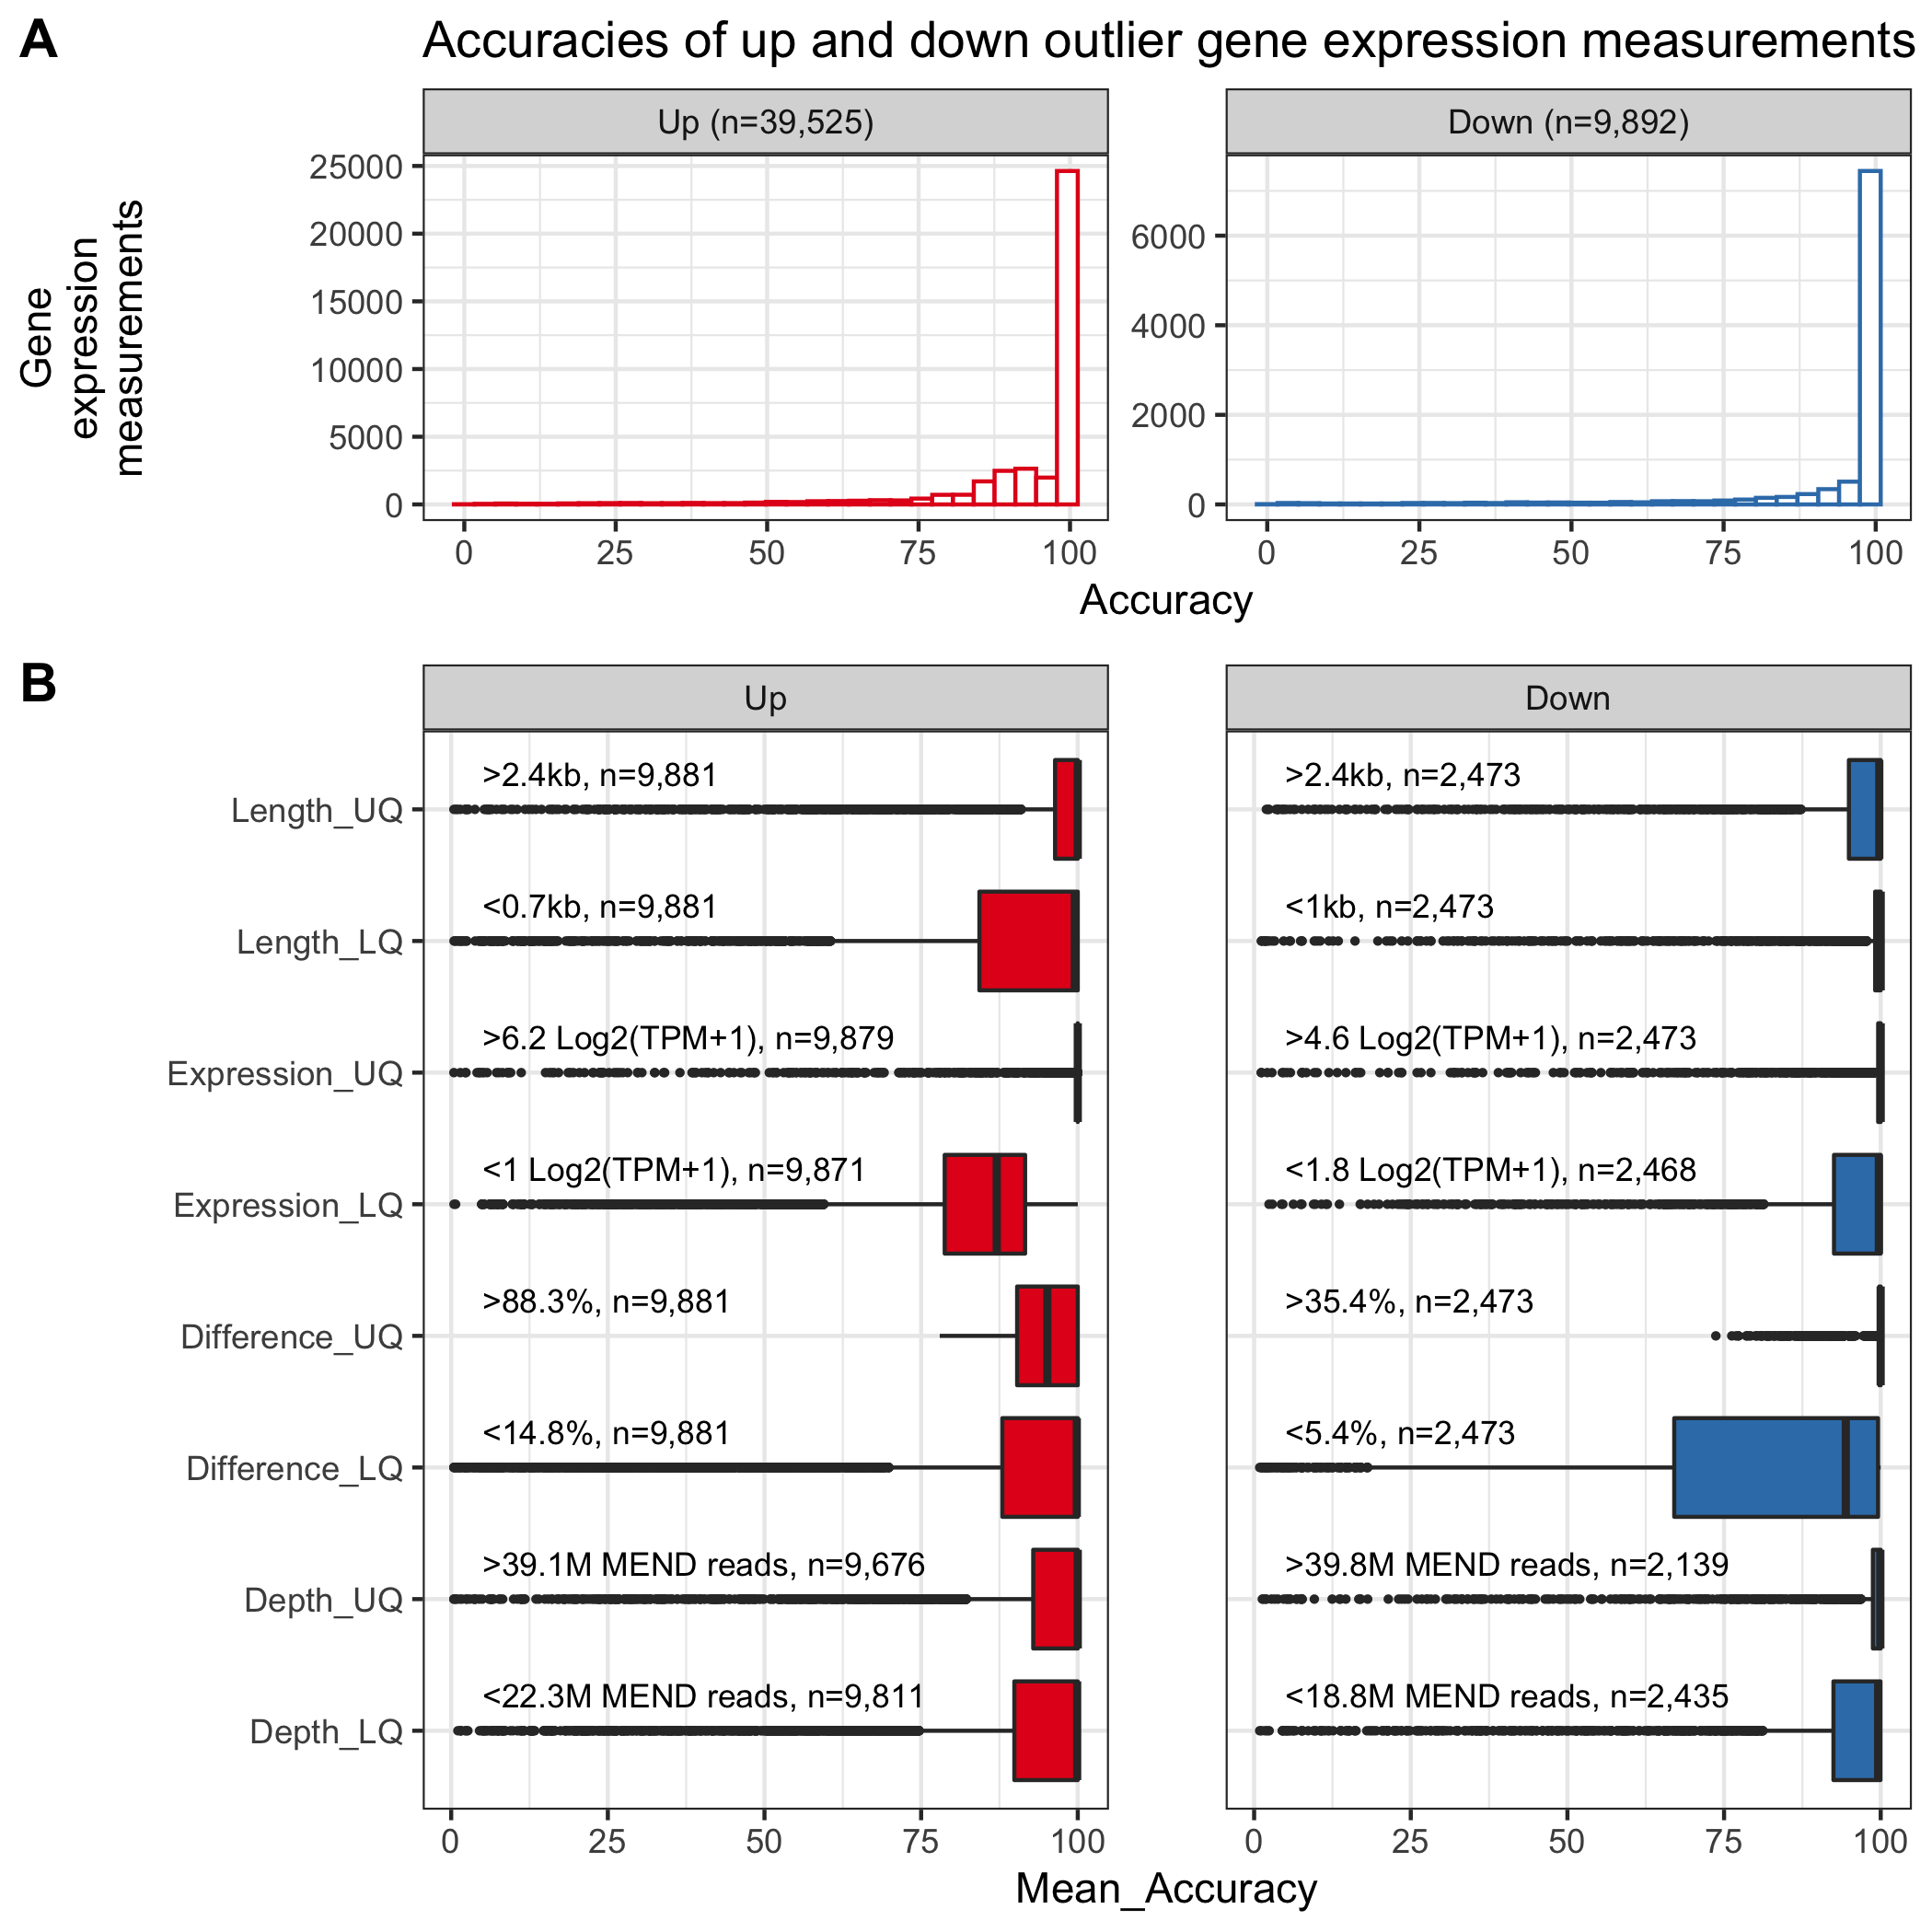 A
Accuracies of up and down outlier gene expression measurements
Up (n=39,525)
Down (n=9,892)
Gene
expression
measurements
25000
20000
15000
10000
5000
0
6000
4000
2000
0
0 25 50 75 100
0 25 50 75 100
Accuracy
B
Up
Down
Length_UQ
>2.4kb, n=9,881
>2.4kb, n=2,473
Length_LQ
<0.7kb, n=9,881
<1kb, n=2,473
Expression_UQ
>6.2 Log2(TPM+1), n=9,879
>4.6 Log2(TPM+1), n=2,473
Expression_LQ
<1 Log2(TPM+1), n=9,871
<1.8 Log2(TPM+1), n=2,468
Difference_UQ
>88.3%, n=9,881
>35.4%, n=2,473
Difference_LQ
<14.8%, n=9,881
<5.4%, n=2,473
Depth_UQ
>39.1M MEND reads, n=9,676
>39.8M MEND reads, n=2,139
Depth_LQ
<22.3M MEND reads, n=9,811
<18.8M MEND reads, n=2,435
0 25 50 75 100
0 25 50 75 100
Mean_Accuracy